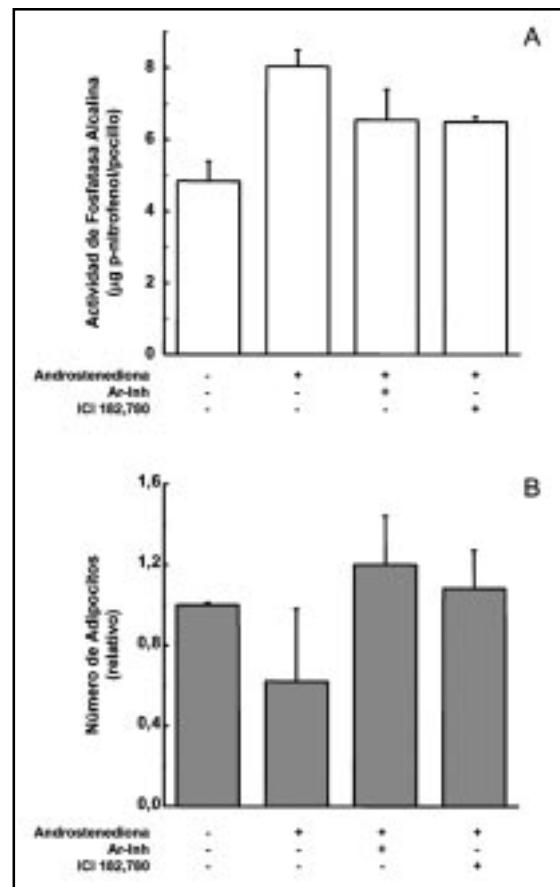 A
Actividad de Fosfatasa Alcalina
(µg p-nitrofenol/pocillo)
8
6
4
2
0
Androstenediona - + + +
Ar-Inh - - + -
ICI 182,780 - - - +
B
Número de Adipocitos
(relativo)
1,6
1,2
0,8
0,4
0,0
Androstenediona - + + +
Ar-Inh - - + -
ICI 182,780 - - - +